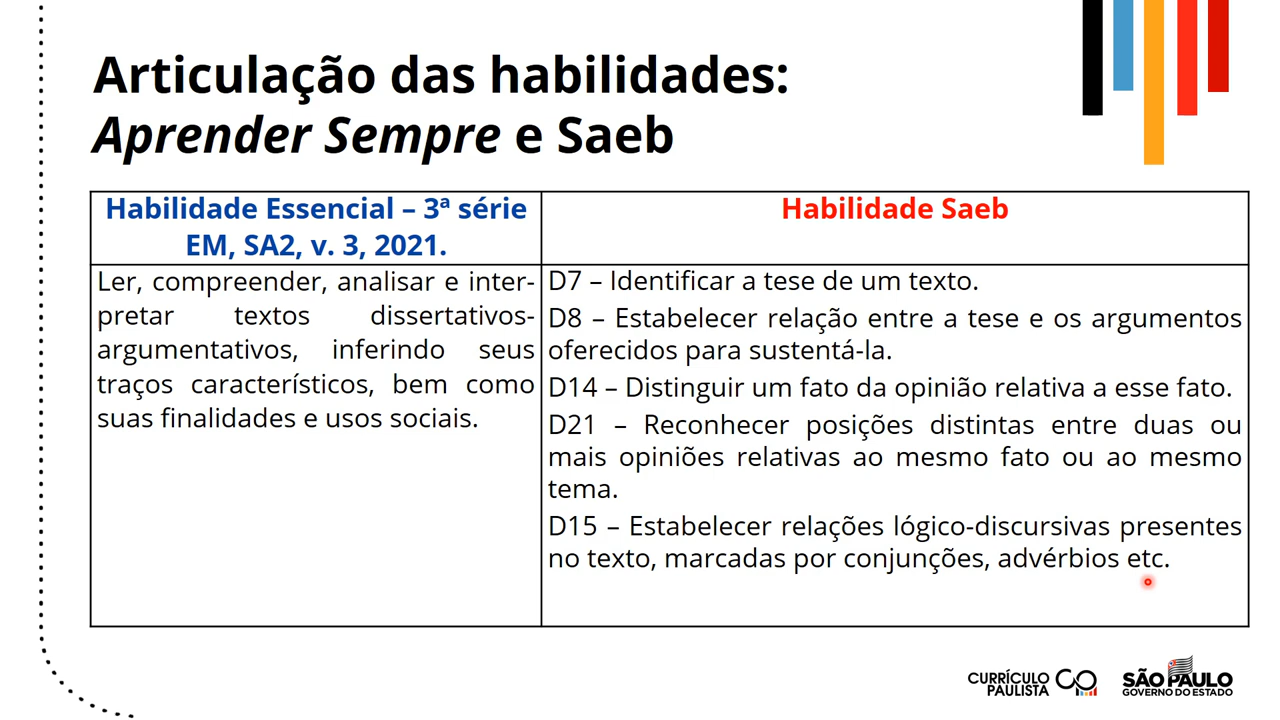 Articulação das habilidades:
Aprender Sempre e Saeb
Habilidade Essencial – 3ª série
EM, SA2, v. 3, 2021.
Habilidade Saeb
Ler, compreender, analisar e inter-
pretar textos dissertativos-
argumentativos, inferindo seus
traços característicos, bem como
suas finalidades e usos sociais.
D7 – Identificar a tese de um texto.
D8 – Estabelecer relação entre a tese e os argumentos
oferecidos para sustentá-la.
D14 – Distinguir um fato da opinião relativa a esse fato.
D21 – Reconhecer posições distintas entre duas ou
mais opiniões relativas ao mesmo fato ou ao mesmo
tema.
D15 – Estabelecer relações lógico-discursivas presentes
no texto, marcadas por conjunções, advérbios etc.
CURRÍCULO
PAULISTA
SÃO PAULO
GOVERNO DO ESTADO